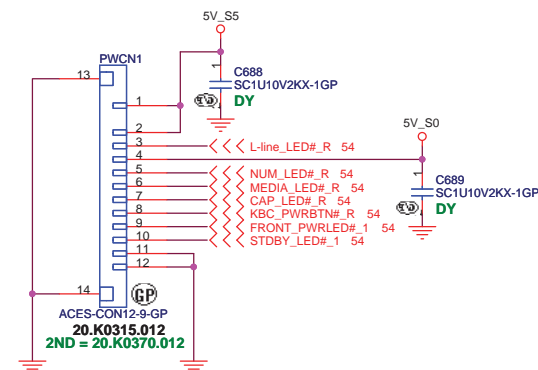 5V_S5
PWCN1
13
1
C688
SC1U10V2KX-1GP
DY
1
2
3
L-line_LED#_R 54
5V_S0
4
1
C689
SC1U10V2KX-1GP
DY
5
NUM_LED#_R 54
6
MEDIA_LED#_R 54
7
CAP_LED#_R 54
8
KBC_PWRBTN#_R 54
9
FRONT_PWRLED#_1 54
10
STDBY_LED#_1 54
11
12
14
GP
ACES-CON12-9-GP
20.K0315.012
2ND = 20.K0370.012